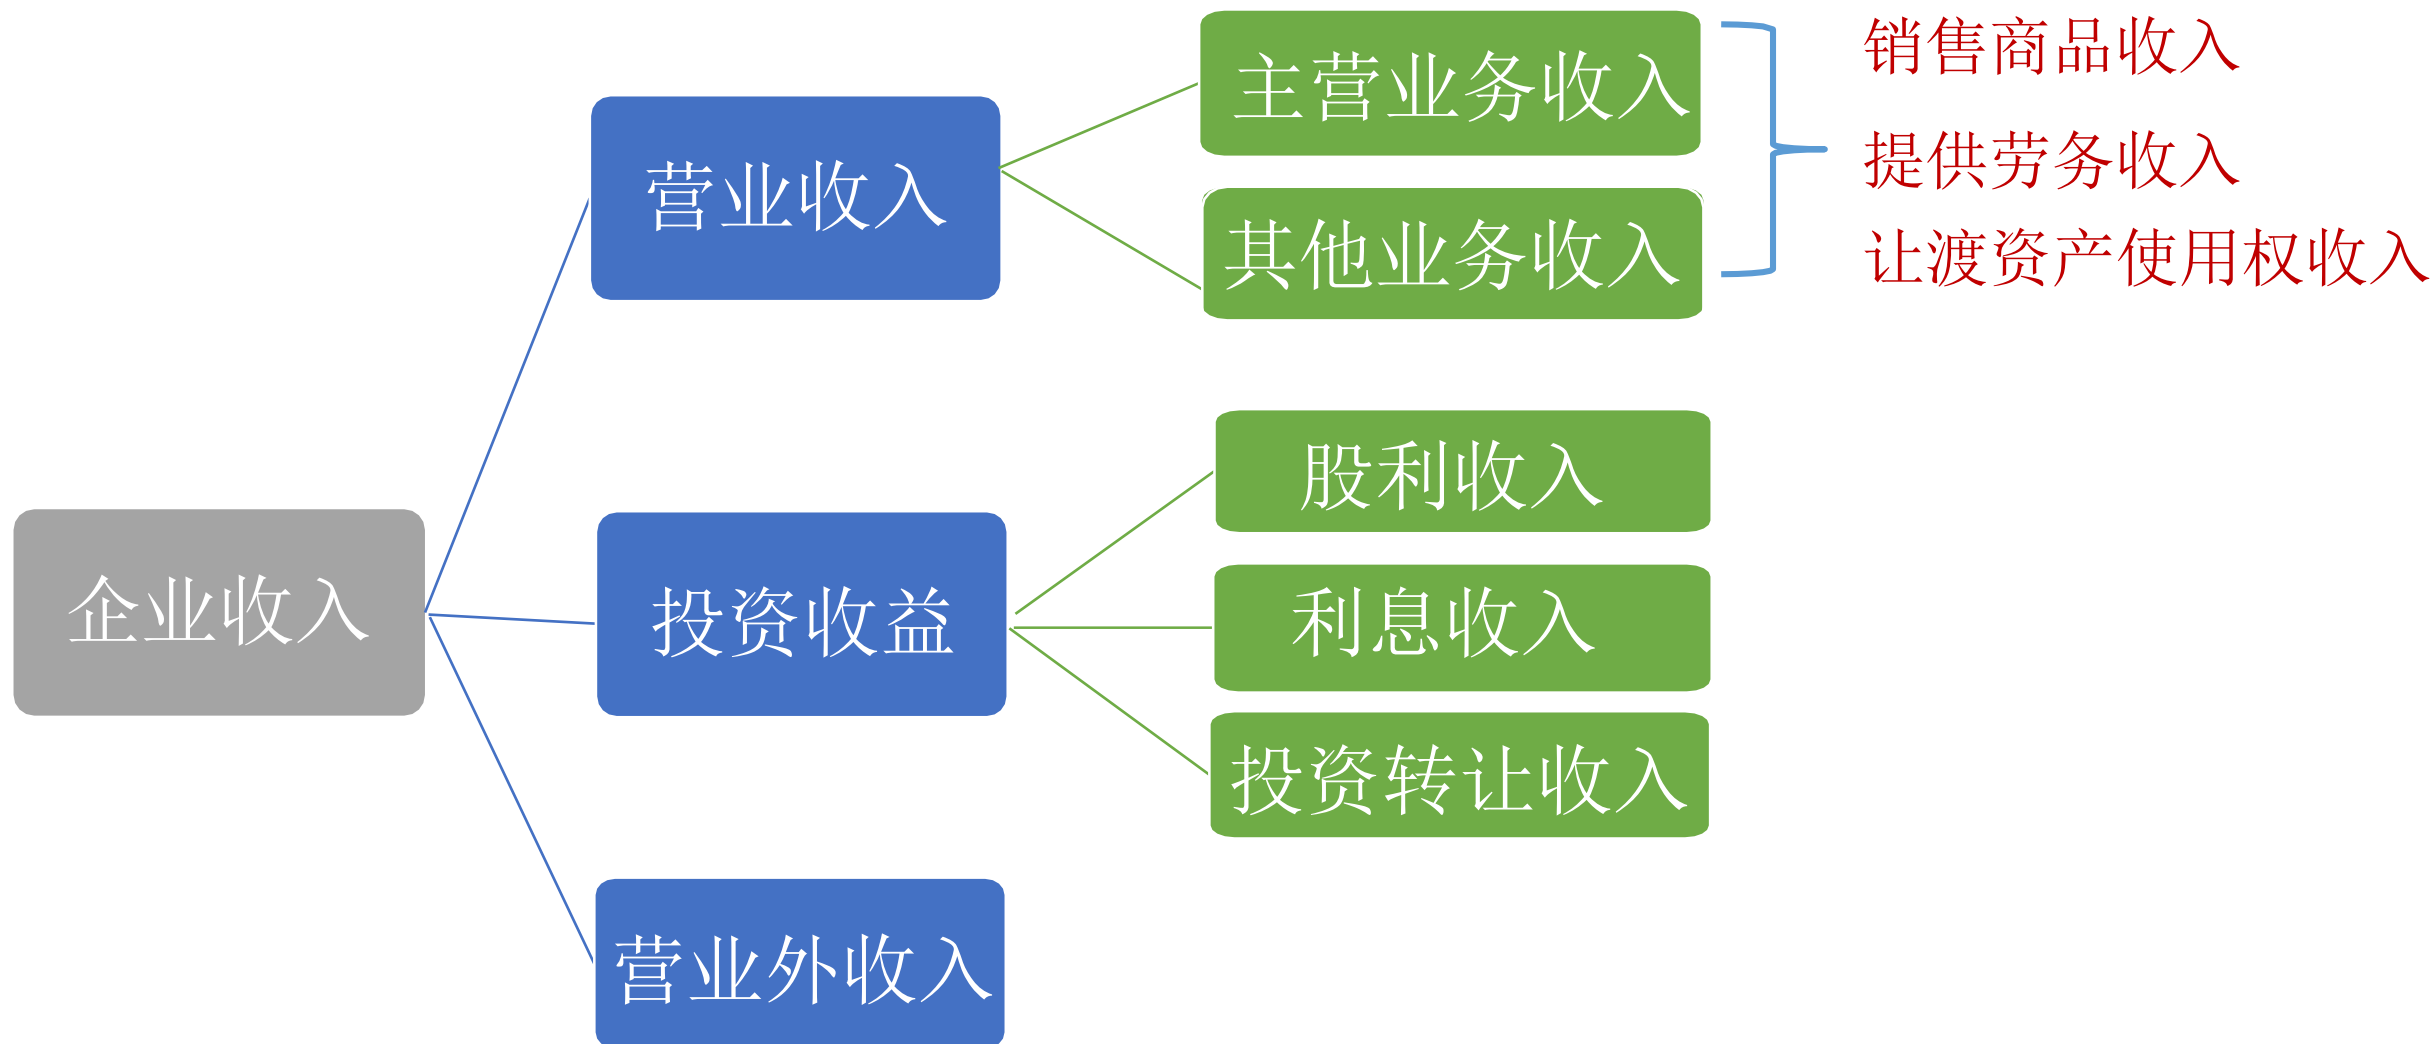 销售商品收入
主营业务收入
提供劳务收入
营业收入
其他业务收入
让渡资产使用权收入
股利收入
企业收入
投资收益
利息收入
投资转让收入
营业外收入